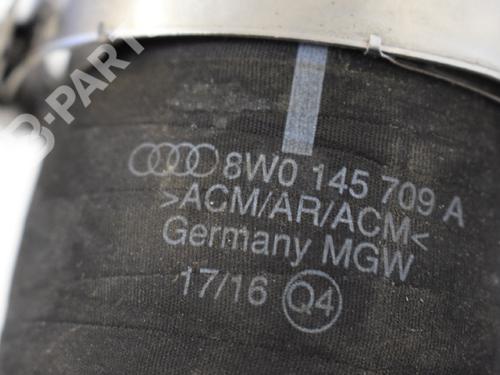 B-PART
8W0 145 709 A
>ACM/AR/ACM<
Germany MGW
17/16 Q4